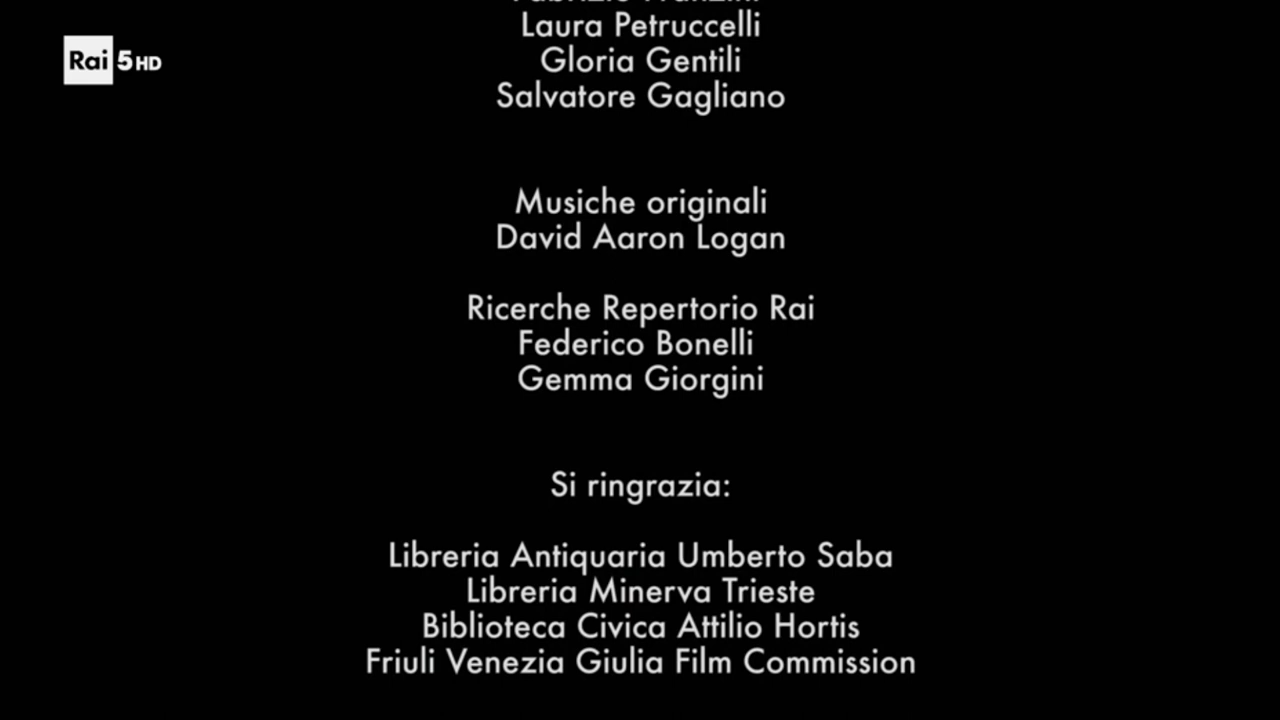 Rai 5HD
Laura Petruccelli
Gloria Gentili
Salvatore Gagliano
Musiche originali
David Aaron Logan
Ricerche Repertorio Rai
Federico Bonelli
Gemma Giorgini
Si ringrazia:
Libreria Antiquaria Umberto Saba
Libreria Minerva Trieste
Biblioteca Civica Attilio Hortis
Friuli Venezia Giulia Film Commission